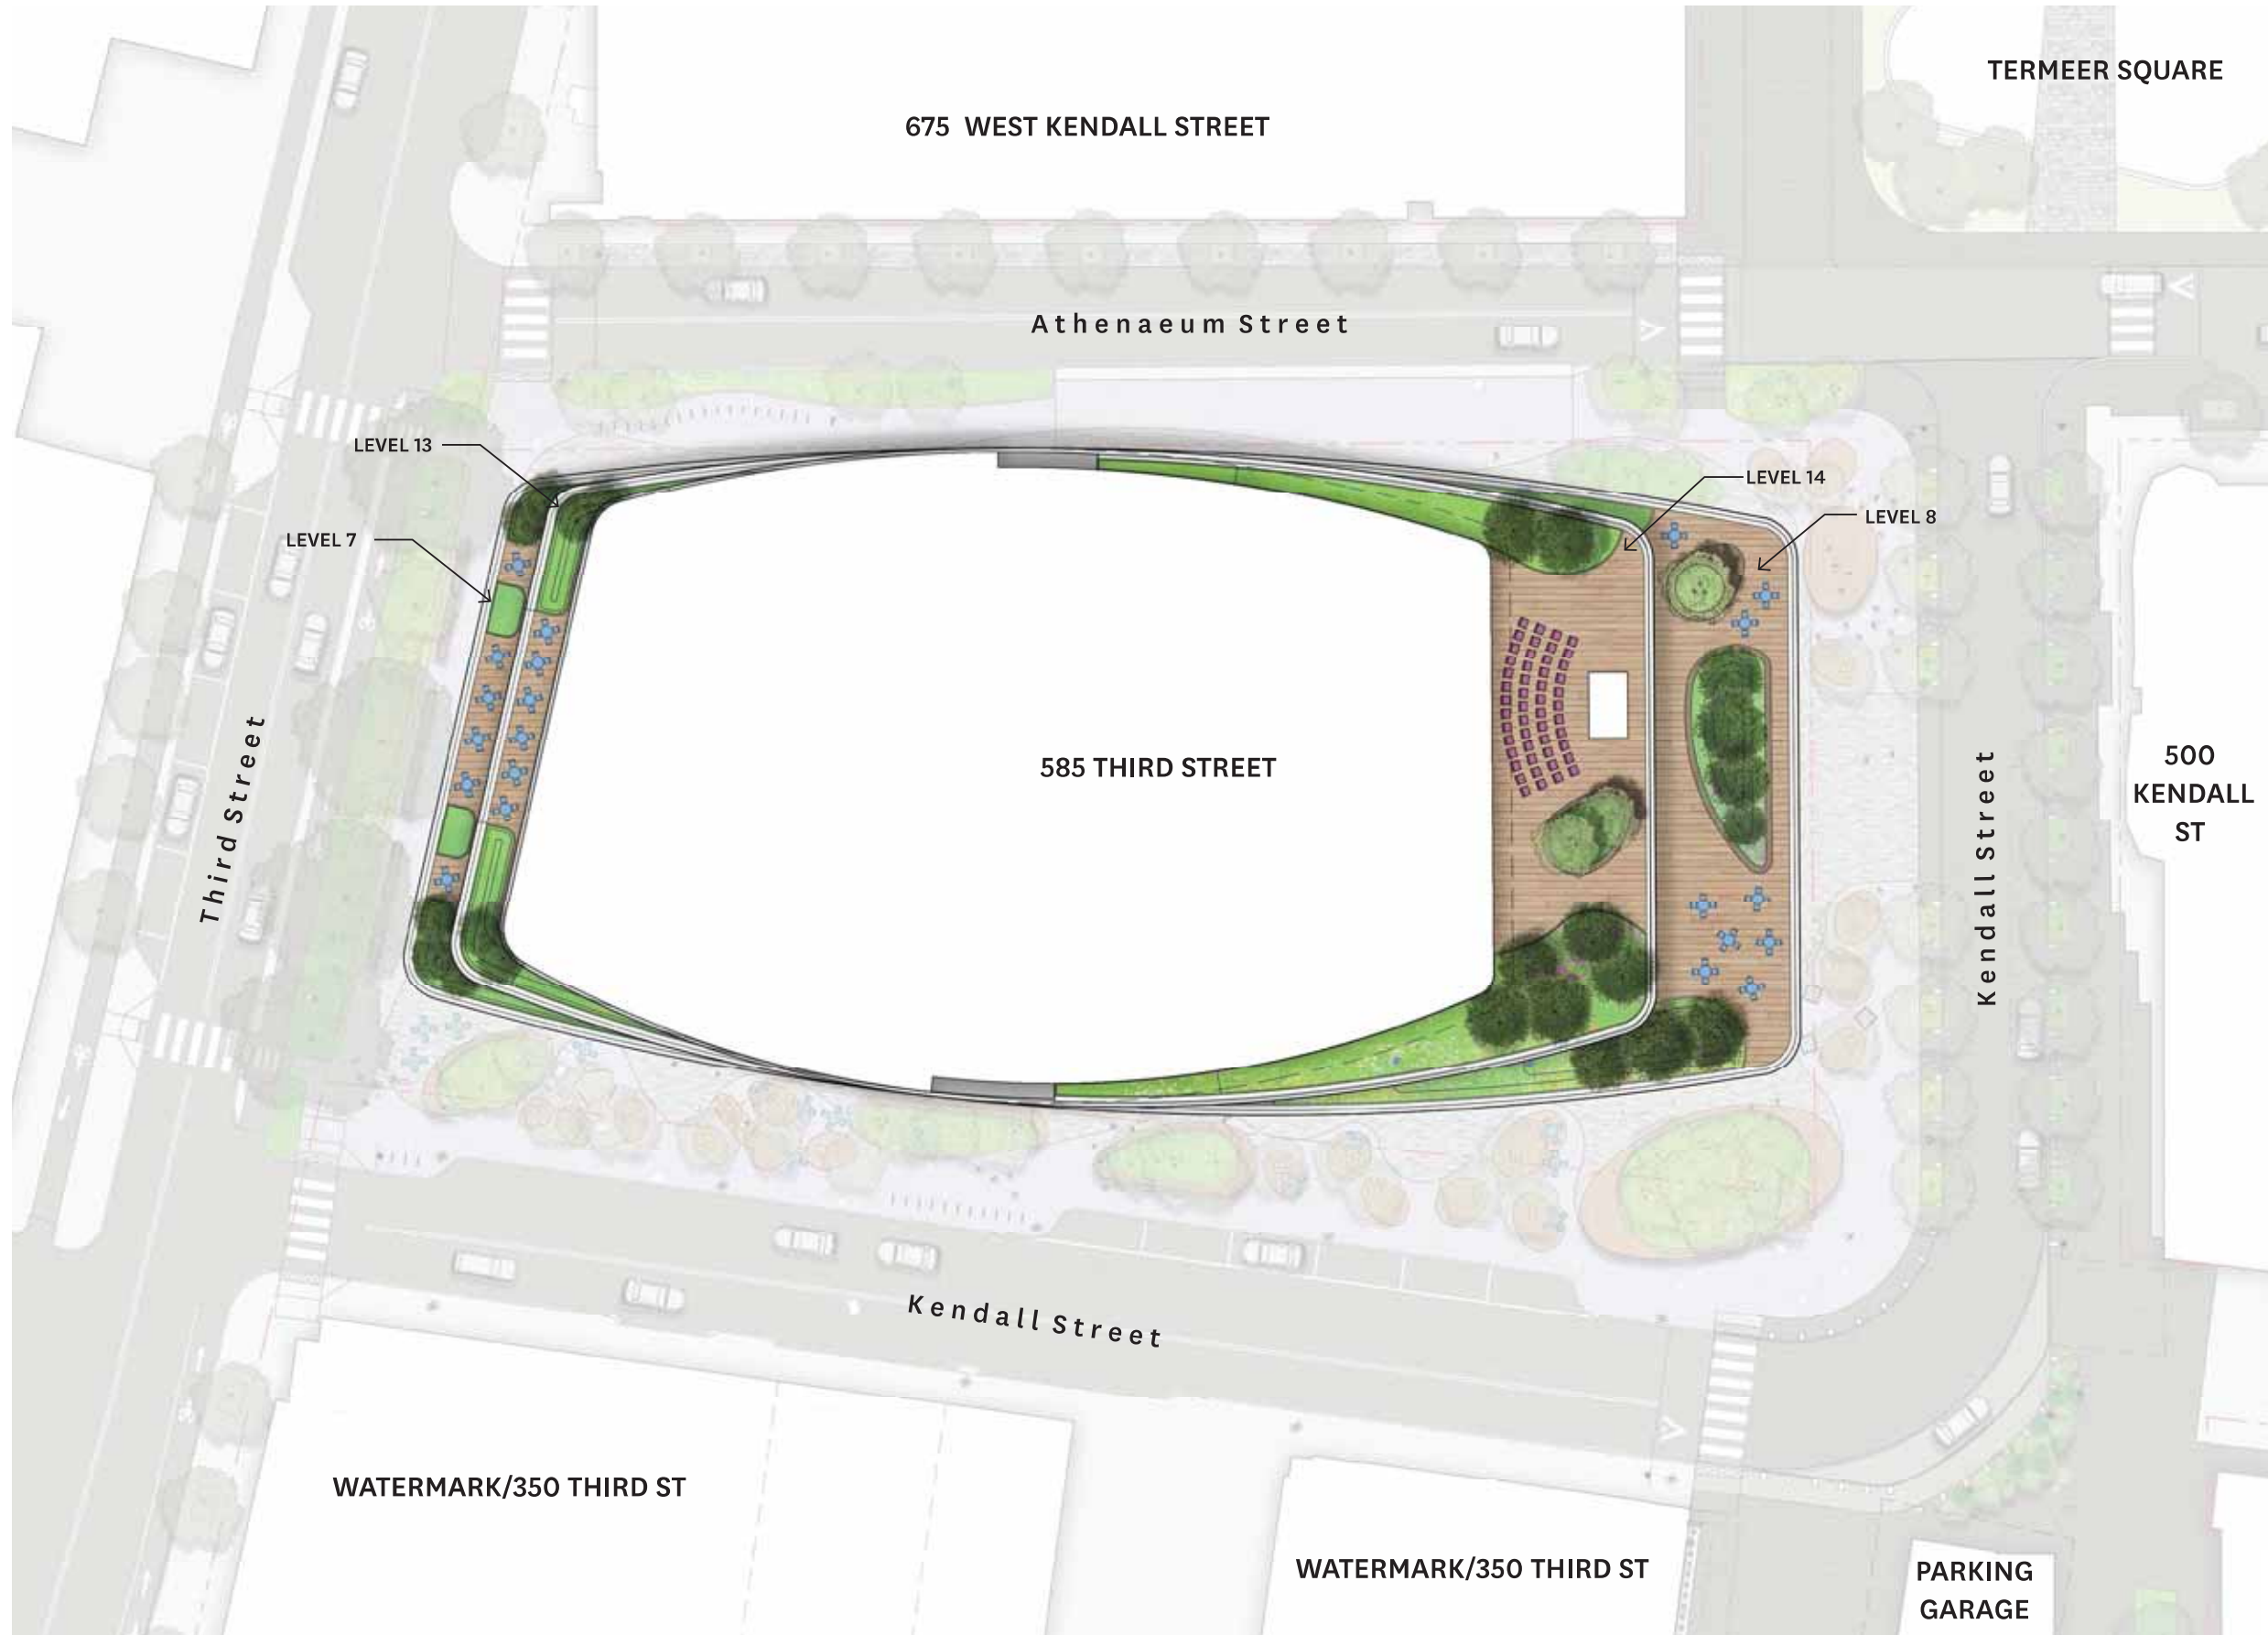 TERMEER SQUARE
675 WEST KENDALL STREET
Athenaeum Street
LEVEL 13
LEVEL 14
LEVEL 8
LEVEL 7
585 THIRD STREET
Third Street
Kendall Street
500
KENDALL
ST
Kendall Street
WATERMARK/350 THIRD ST
WATERMARK/350 THIRD ST
PARKING
GARAGE